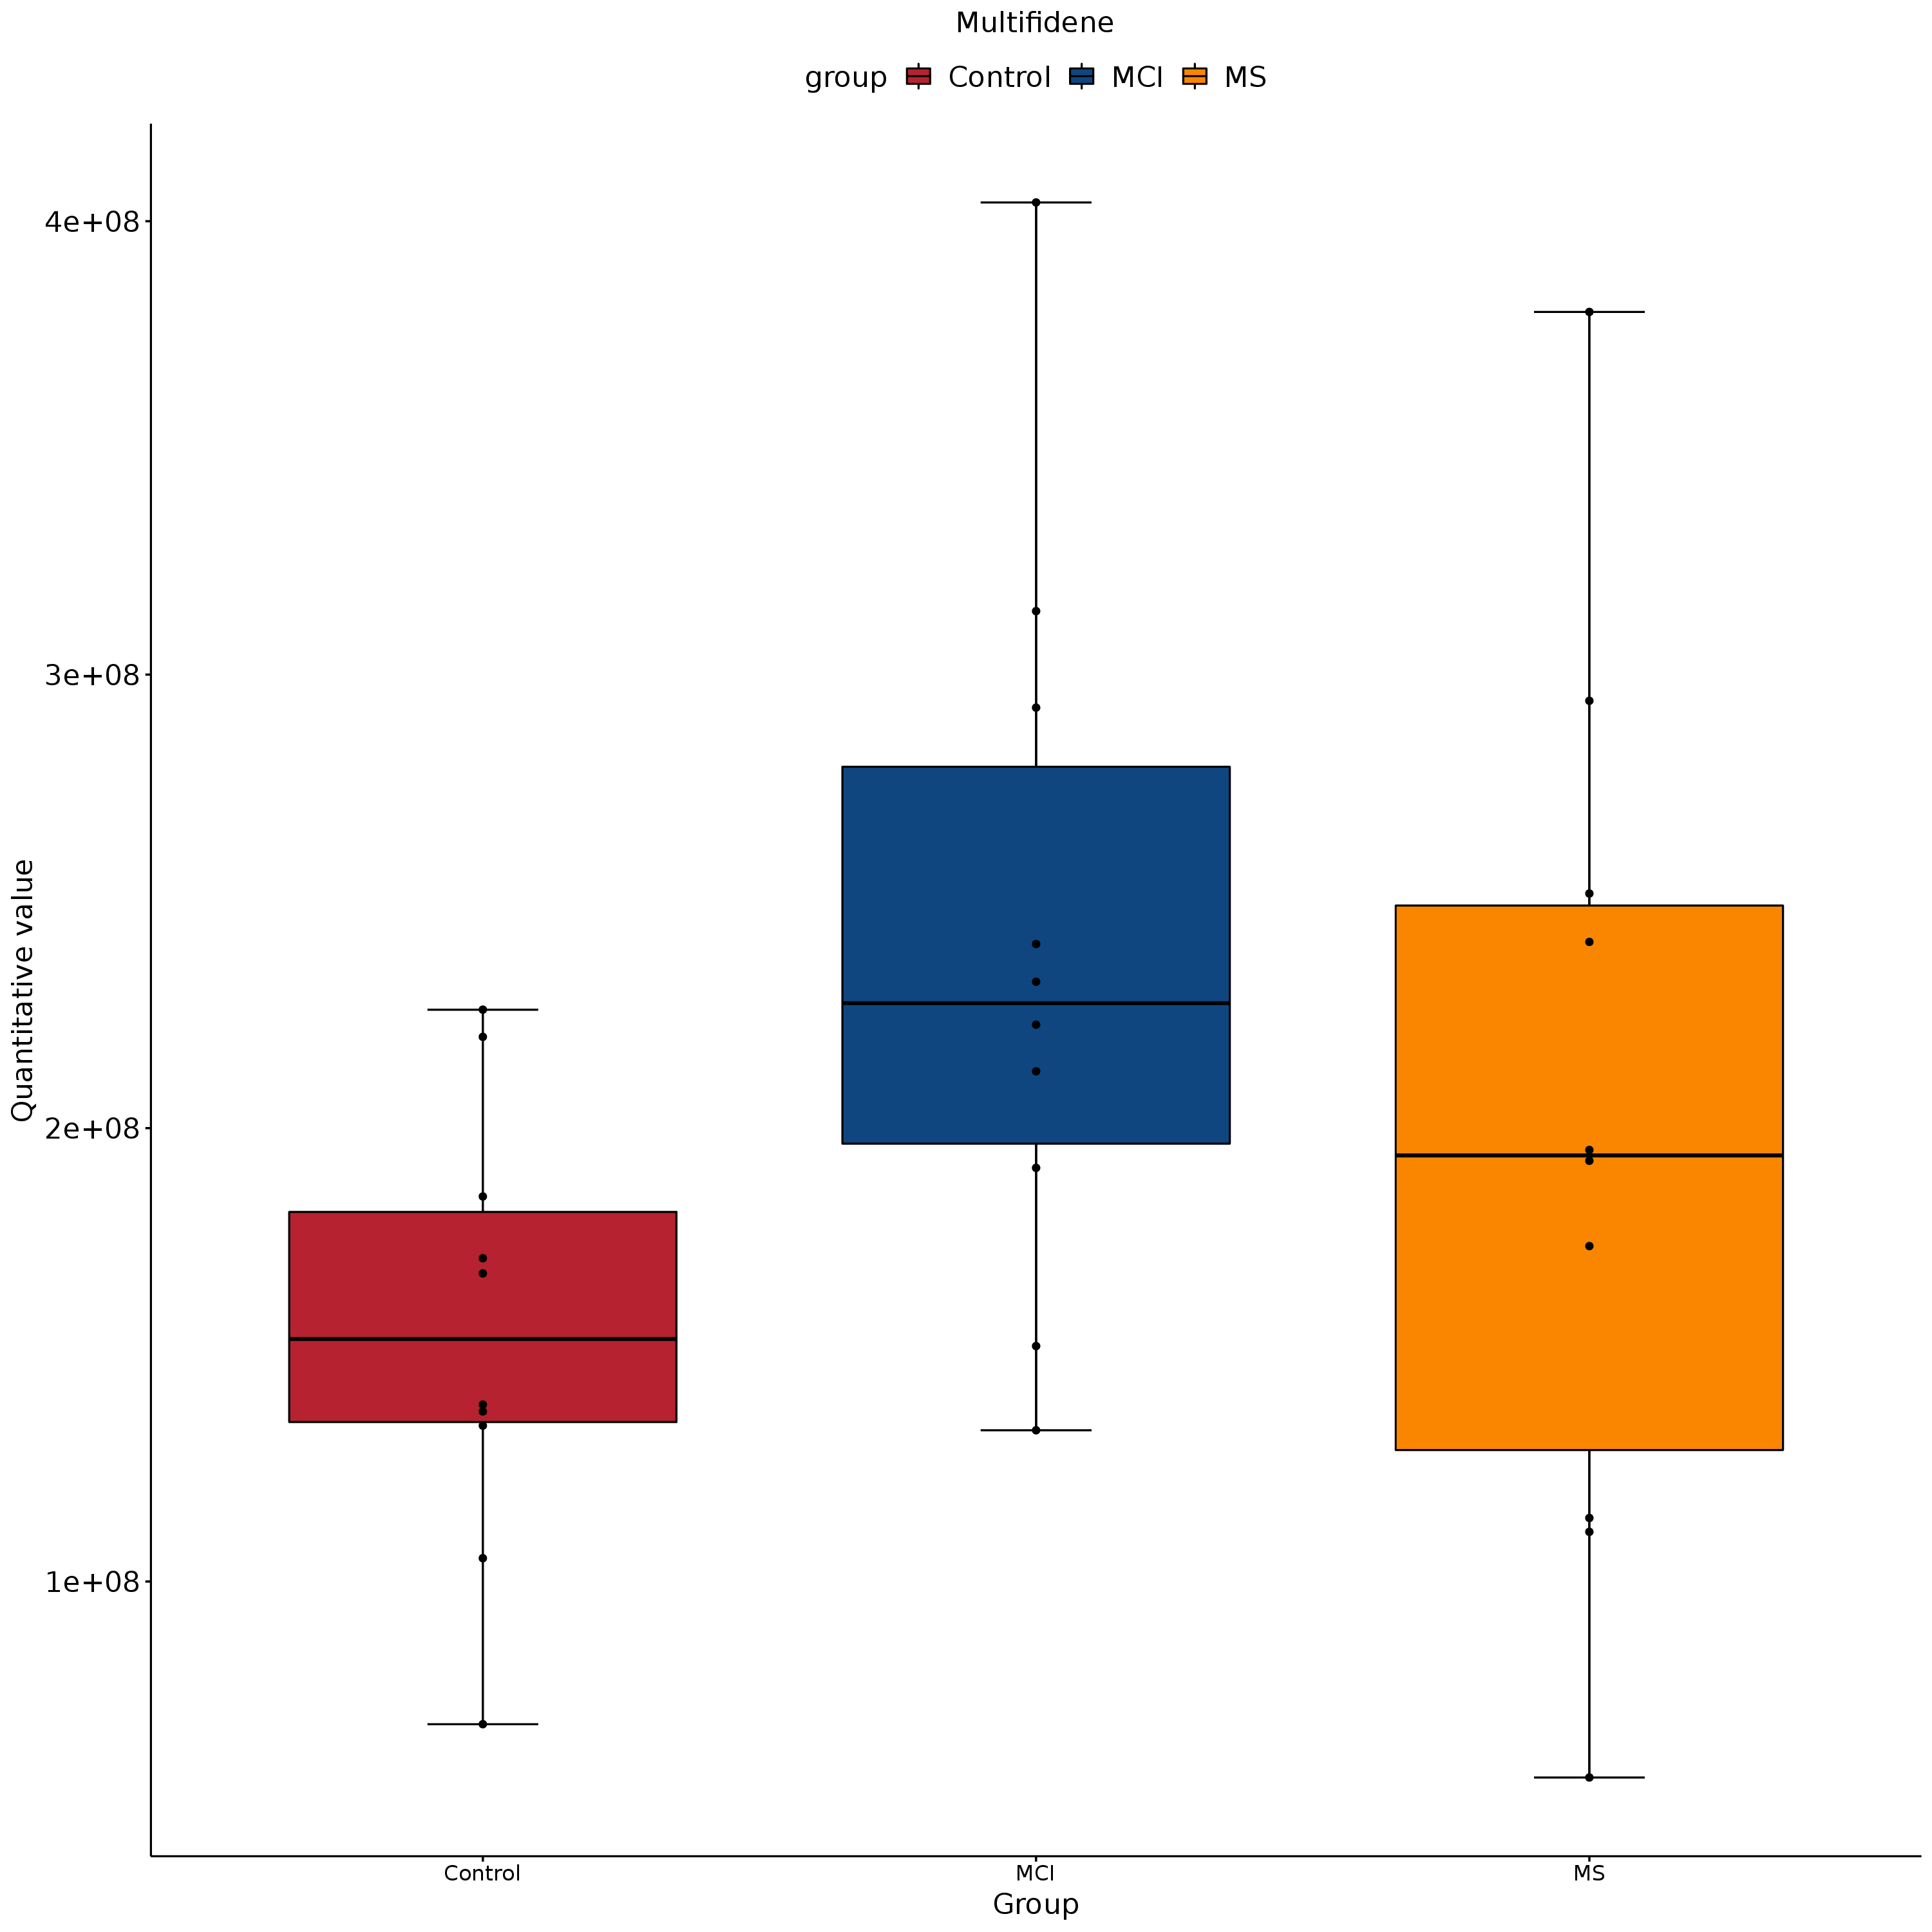 Multifidene
group Control MCI MS
4e+08
3e+08
2e+08
1e+08
Quantitative value
Control MCI MS
Group